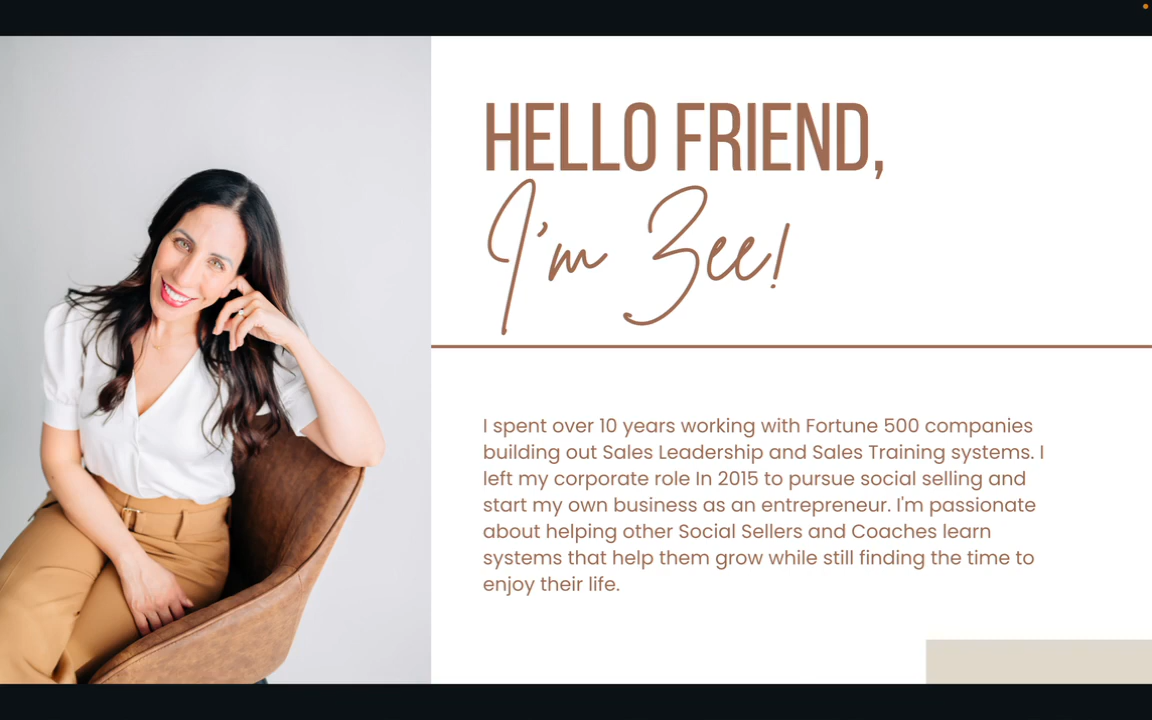 HELLO FRIEND,
I'm Zee!
I spent over 10 years working with Fortune 500 companies
building out Sales Leadership and Sales Training systems. I
left my corporate role In 2015 to pursue social selling and
start my own business as an entrepreneur. I'm passionate
about helping other Social Sellers and Coaches learn
systems that help them grow while still finding the time to
enjoy their life.